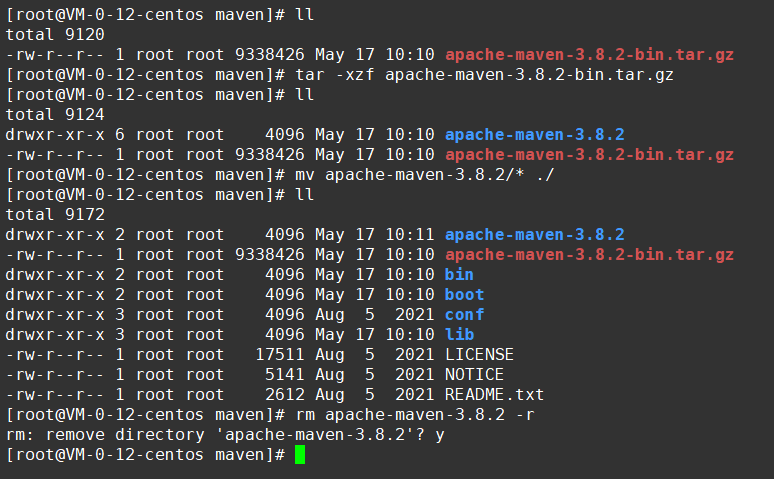 [root@VM-0-12-centos maven]# ll
total 9120
-rw-r--r-- 1 root root 9338426 May 17 10:10 apache-maven-3.8.2-bin.tar.gz
[root@VM-0-12-centos maven]# tar -xzf apache-maven-3.8.2-bin.tar.gz
[root@VM-0-12-centos maven]# ll
total 9124
drwxr-xr-x 6 root root    4096 May 17 10:10 apache-maven-3.8.2
-rw-r--r-- 1 root root 9338426 May 17 10:10 apache-maven-3.8.2-bin.tar.gz
[root@VM-0-12-centos maven]# mv apache-maven-3.8.2/* ./
[root@VM-0-12-centos maven]# ll
total 9172
drwxr-xr-x 2 root root    4096 May 17 10:11 apache-maven-3.8.2
-rw-r--r-- 1 root root 9338426 May 17 10:10 apache-maven-3.8.2-bin.tar.gz
drwxr-xr-x 2 root root    4096 May 17 10:10 bin
drwxr-xr-x 2 root root    4096 May 17 10:10 boot
drwxr-xr-x 3 root root    4096 Aug  5  2021 conf
drwxr-xr-x 3 root root    4096 May 17 10:10 lib
-rw-r--r-- 1 root root   17511 Aug  5  2021 LICENSE
-rw-r--r-- 1 root root    5141 Aug  5  2021 NOTICE
-rw-r--r-- 1 root root    2612 Aug  5  2021 README.txt
[root@VM-0-12-centos maven]# rm apache-maven-3.8.2 -r
rm: remove directory 'apache-maven-3.8.2'? y
[root@VM-0-12-centos maven]#